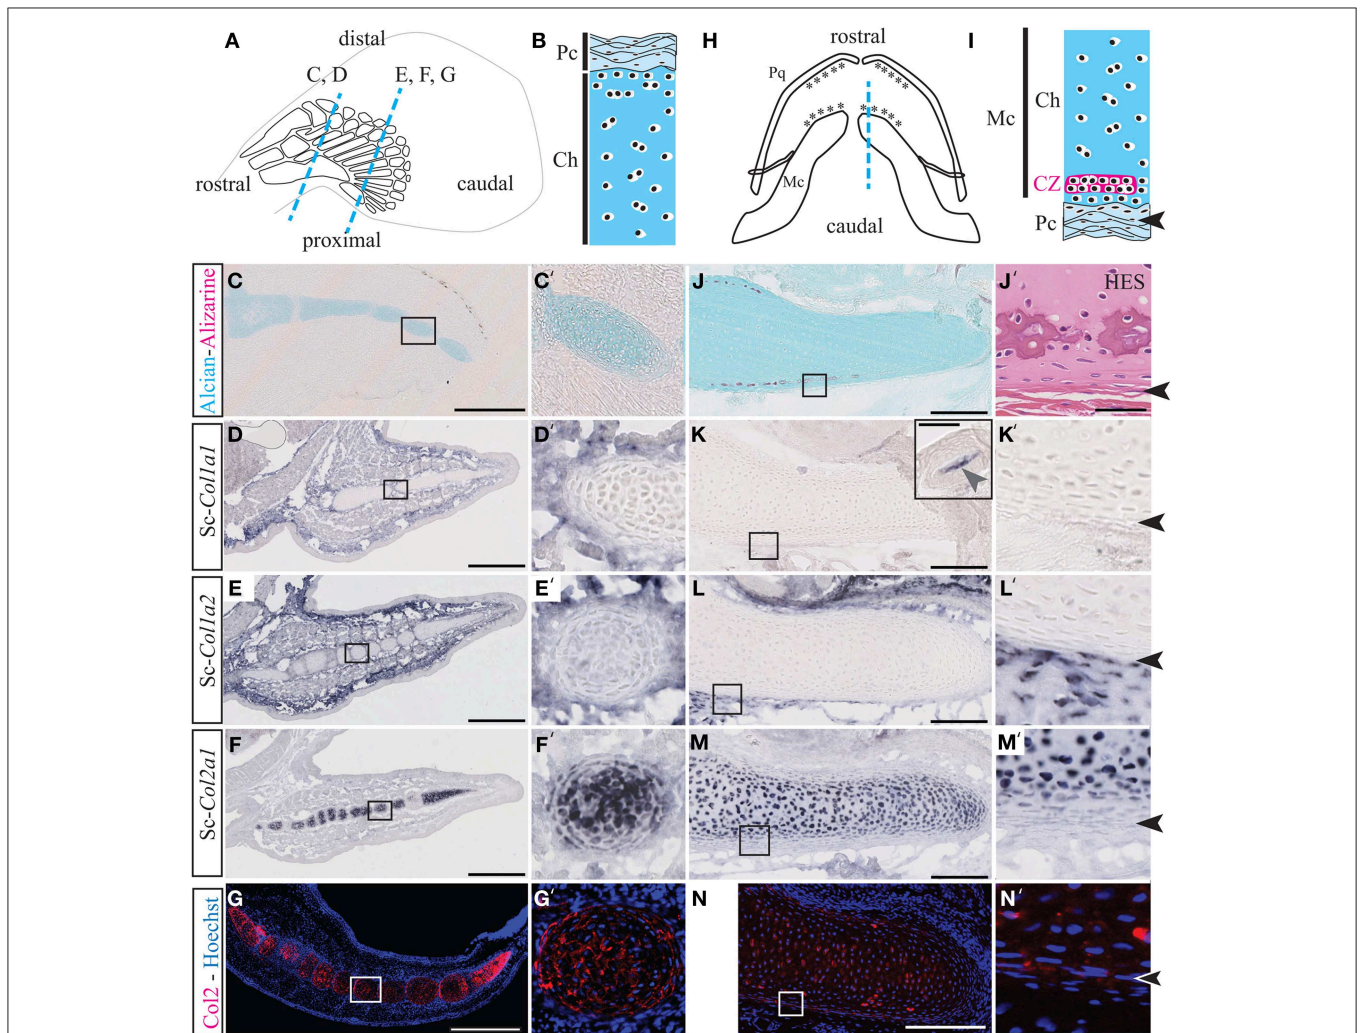 A
distal
C, D
E, F, G
rostral
caudal
proximal
B
Pc
Ch
H
rostral
Pq
Mc
caudal
I
Mc
Ch
CZ
Pc
Alcian-Alizarine
C
C′
J
J′
HES
Sc-Col1a1
D
D′
K
K′
Sc-Col1a2
E
E′
L
L′
Sc-Col2a1
F
F′
M
M′
Col2 - Hoechst
G
G′
N
N′